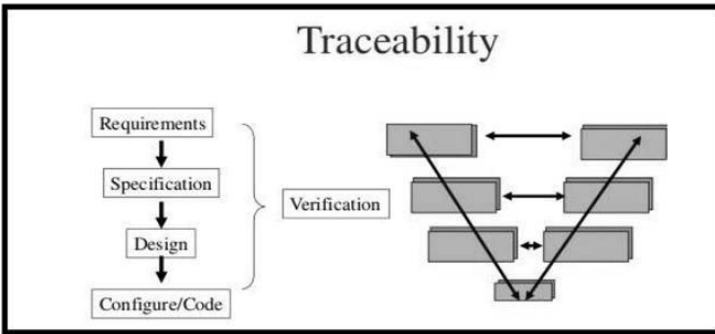 Traceability
Requirements
Specification
Verification
Design
Configure/Code